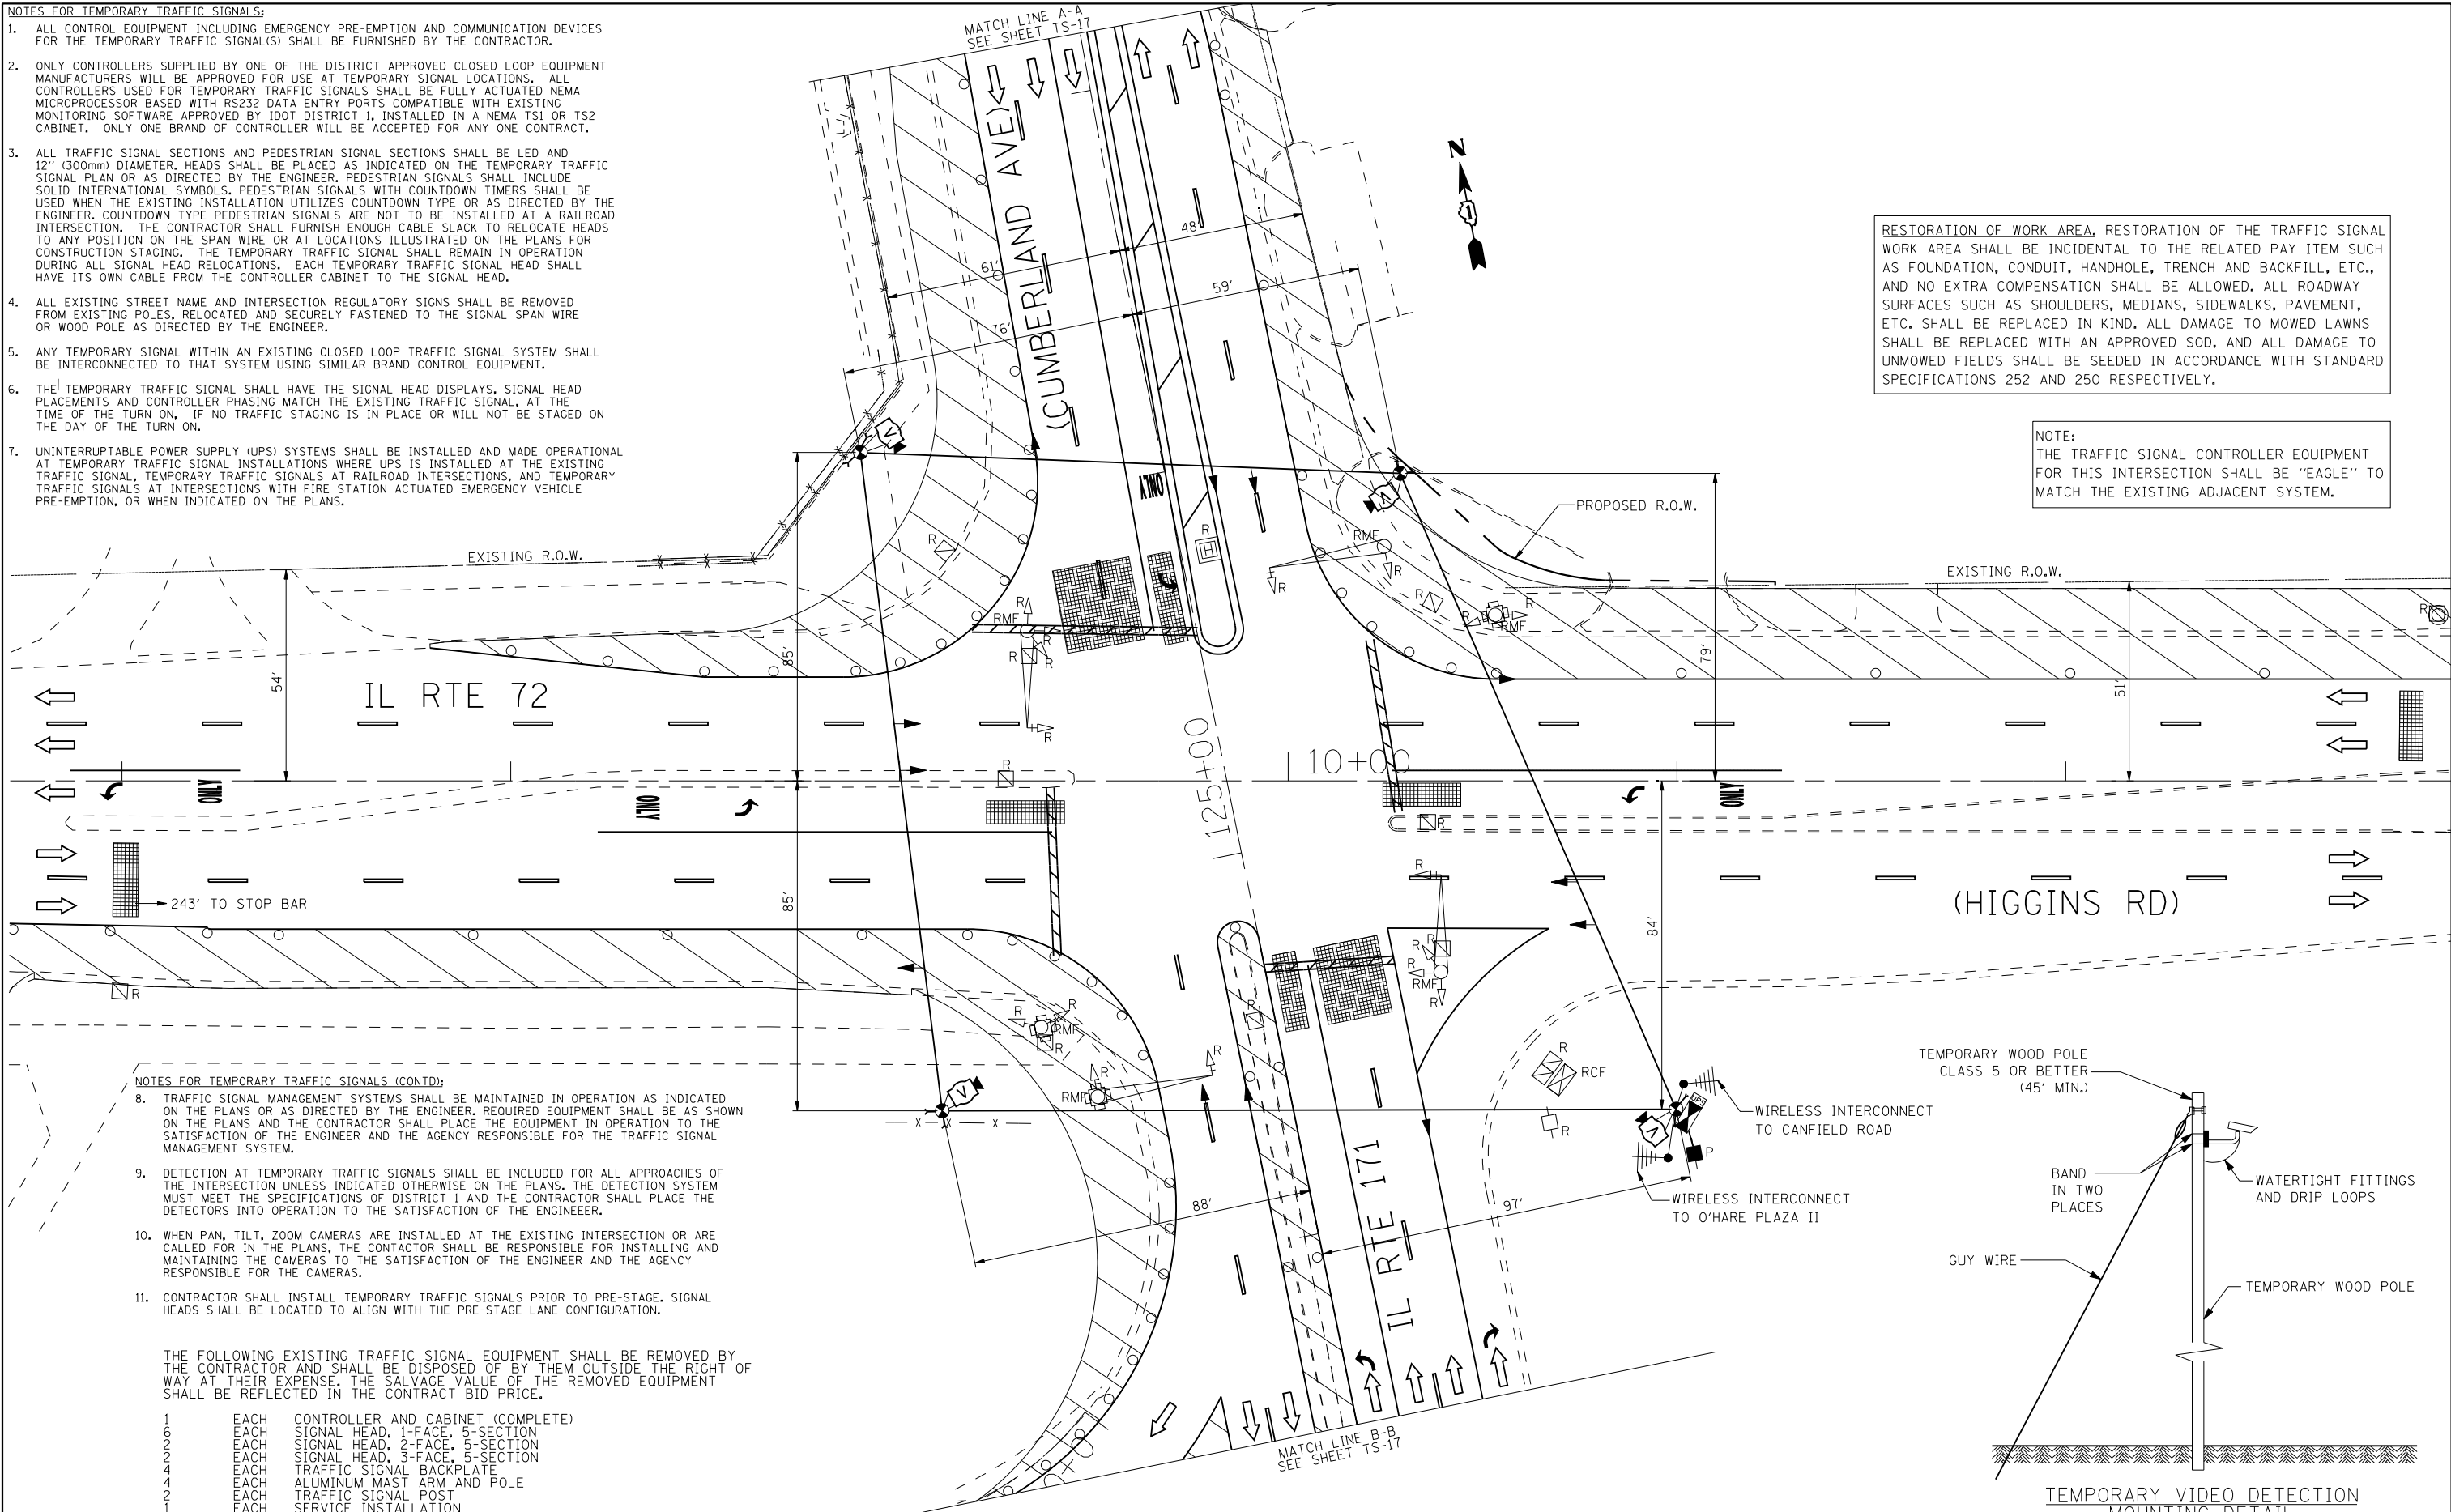 NOTES FOR TEMPORARY TRAFFIC SIGNALS:
1. ALL CONTROL EQUIPMENT INCLUDING EMERGENCY PRE-EMPTION AND COMMUNICATION DEVICES
FOR THE TEMPORARY TRAFFIC SIGNAL(S) SHALL BE FURNISHED BY THE CONTRACTOR.
2. ONLY CONTROLLERS SUPPLIED BY ONE OF THE DISTRICT APPROVED CLOSED LOOP EQUIPMENT
MANUFACTURERS WILL BE APPROVED FOR USE AT TEMPORARY SIGNAL LOCATIONS. ALL
CONTROLLERS USED FOR TEMPORARY TRAFFIC SIGNALS SHALL BE FULLY ACTUATED NEMA
MICROPROCESSOR BASED WITH RS232 DATA ENTRY PORTS COMPATIBLE WITH EXISTING
MONITORING SOFTWARE APPROVED BY IDOT DISTRICT 1, INSTALLED IN A NEMA TS1 OR TS2
CABINET. ONLY ONE BRAND OF CONTROLLER WILL BE ACCEPTED FOR ANY ONE CONTRACT.
3. ALL TRAFFIC SIGNAL SECTIONS AND PEDESTRIAN SIGNAL SECTIONS SHALL BE LED AND
12'' (300mm) DIAMETER. HEADS SHALL BE PLACED AS INDICATED ON THE TEMPORARY TRAFFIC
SIGNAL PLAN OR AS DIRECTED BY THE ENGINEER. PEDESTRIAN SIGNALS SHALL INCLUDE
SOLID INTERNATIONAL SYMBOLS. PEDESTRIAN SIGNALS WITH COUNTDOWN TIMERS SHALL BE
USED WHEN THE EXISTING INSTALLATION UTILIZES COUNTDOWN TYPE OR AS DIRECTED BY THE
ENGINEER. COUNTDOWN TYPE PEDESTRIAN SIGNALS ARE NOT TO BE INSTALLED AT A RAILROAD
INTERSECTION. THE CONTRACTOR SHALL FURNISH ENOUGH CABLE SLACK TO RELOCATE HEADS
TO ANY POSITION ON THE SPAN WIRE OR AT LOCATIONS ILLUSTRATED ON THE PLANS FOR
CONSTRUCTION STAGING. THE TEMPORARY TRAFFIC SIGNAL SHALL REMAIN IN OPERATION
DURING ALL SIGNAL HEAD RELOCATIONS. EACH TEMPORARY TRAFFIC SIGNAL HEAD SHALL
HAVE ITS OWN CABLE FROM THE CONTROLLER CABINET TO THE SIGNAL HEAD.
4. ALL EXISTING STREET NAME AND INTERSECTION REGULATORY SIGNS SHALL BE REMOVED
FROM EXISTING POLES, RELOCATED AND SECURELY FASTENED TO THE SIGNAL SPAN WIRE
OR WOOD POLE AS DIRECTED BY THE ENGINEER.
5. ANY TEMPORARY SIGNAL WITHIN AN EXISTING CLOSED LOOP TRAFFIC SIGNAL SYSTEM SHALL
BE INTERCONNECTED TO THAT SYSTEM USING SIMILAR BRAND CONTROL EQUIPMENT.
6. THE TEMPORARY TRAFFIC SIGNAL SHALL HAVE THE SIGNAL HEAD DISPLAYS, SIGNAL HEAD
PLACEMENTS AND CONTROLLER PHASING MATCH THE EXISTING TRAFFIC SIGNAL, AT THE
TIME OF THE TURN ON, IF NO TRAFFIC STAGING IS IN PLACE OR WILL NOT BE STAGED ON
THE DAY OF THE TURN ON.
7. UNINTERRUPTABLE POWER SUPPLY (UPS) SYSTEMS SHALL BE INSTALLED AND MADE OPERATIONAL
AT TEMPORARY TRAFFIC SIGNAL INSTALLATIONS WHERE UPS IS INSTALLED AT THE EXISTING
TRAFFIC SIGNAL, TEMPORARY TRAFFIC SIGNALS AT RAILROAD INTERSECTIONS, AND TEMPORARY
TRAFFIC SIGNALS AT INTERSECTIONS WITH FIRE STATION ACTUATED EMERGENCY VEHICLE
PRE-EMPTION, OR WHEN INDICATED ON THE PLANS.
MATCH LINE A-A
SEE SHEET TS-17
(CUMBERLAND AVE)
N
1
48'
61'
59'
76'
RESTORATION OF WORK AREA, RESTORATION OF THE TRAFFIC SIGNAL
WORK AREA SHALL BE INCIDENTAL TO THE RELATED PAY ITEM SUCH
AS FOUNDATION, CONDUIT, HANDHOLE, TRENCH AND BACKFILL, ETC.,
AND NO EXTRA COMPENSATION SHALL BE ALLOWED. ALL ROADWAY
SURFACES SUCH AS SHOULDERS, MEDIANS, SIDEWALKS, PAVEMENT,
ETC. SHALL BE REPLACED IN KIND. ALL DAMAGE TO MOWED LAWNS
SHALL BE REPLACED WITH AN APPROVED SOD, AND ALL DAMAGE TO
UNMOWED FIELDS SHALL BE SEEDED IN ACCORDANCE WITH STANDARD
SPECIFICATIONS 252 AND 250 RESPECTIVELY.
NOTE:
THE TRAFFIC SIGNAL CONTROLLER EQUIPMENT
FOR THIS INTERSECTION SHALL BE "EAGLE" TO
MATCH THE EXISTING ADJACENT SYSTEM.
V
V
ONLY
PROPOSED R.O.W.
EXISTING R.O.W.
R
R
H
RMF
R
R
EXISTING R.O.W.
R
R
R
RMF
R
R
RMF
R
R
R
85'
54'
79'
51'
IL RTE 72
R
125+00
10+00
R
ONLY
ONLY
ONLY
R
243' TO STOP BAR
85'
84'
(HIGGINS RD)
R
R
R
RMF
R
R
R
R
R
RMF
R
R
R
RMF
R
RCF
R
V
UPS
V
P
WIRELESS INTERCONNECT
TO CANFIELD ROAD
WIRELESS INTERCONNECT
TO O'HARE PLAZA II
88'
97'
IL RTE 171
MATCH LINE B-B
SEE SHEET TS-17
NOTES FOR TEMPORARY TRAFFIC SIGNALS (CONTD):
8. TRAFFIC SIGNAL MANAGEMENT SYSTEMS SHALL BE MAINTAINED IN OPERATION AS INDICATED
ON THE PLANS OR AS DIRECTED BY THE ENGINEER. REQUIRED EQUIPMENT SHALL BE AS SHOWN
ON THE PLANS AND THE CONTRACTOR SHALL PLACE THE EQUIPMENT IN OPERATION TO THE
SATISFACTION OF THE ENGINEER AND THE AGENCY RESPONSIBLE FOR THE TRAFFIC SIGNAL
MANAGEMENT SYSTEM.
9. DETECTION AT TEMPORARY TRAFFIC SIGNALS SHALL BE INCLUDED FOR ALL APPROACHES OF
THE INTERSECTION UNLESS INDICATED OTHERWISE ON THE PLANS. THE DETECTION SYSTEM
MUST MEET THE SPECIFICATIONS OF DISTRICT 1 AND THE CONTRACTOR SHALL PLACE THE
DETECTORS INTO OPERATION TO THE SATISFACTION OF THE ENGINEEER.
10. WHEN PAN, TILT, ZOOM CAMERAS ARE INSTALLED AT THE EXISTING INTERSECTION OR ARE
CALLED FOR IN THE PLANS, THE CONTACTOR SHALL BE RESPONSIBLE FOR INSTALLING AND
MAINTAINING THE CAMERAS TO THE SATISFACTION OF THE ENGINEER AND THE AGENCY
RESPONSIBLE FOR THE CAMERAS.
11. CONTRACTOR SHALL INSTALL TEMPORARY TRAFFIC SIGNALS PRIOR TO PRE-STAGE. SIGNAL
HEADS SHALL BE LOCATED TO ALIGN WITH THE PRE-STAGE LANE CONFIGURATION.
THE FOLLOWING EXISTING TRAFFIC SIGNAL EQUIPMENT SHALL BE REMOVED BY
THE CONTRACTOR AND SHALL BE DISPOSED OF BY THEM OUTSIDE THE RIGHT OF
WAY AT THEIR EXPENSE. THE SALVAGE VALUE OF THE REMOVED EQUIPMENT
SHALL BE REFLECTED IN THE CONTRACT BID PRICE.
1 EACH CONTROLLER AND CABINET (COMPLETE)
6 EACH SIGNAL HEAD, 1-FACE, 5-SECTION
2 EACH SIGNAL HEAD, 2-FACE, 5-SECTION
2 EACH SIGNAL HEAD, 3-FACE, 5-SECTION
4 EACH TRAFFIC SIGNAL BACKPLATE
4 EACH ALUMINUM MAST ARM AND POLE
2 EACH TRAFFIC SIGNAL POST
1 EACH SERVICE INSTALLATION
TEMPORARY WOOD POLE
CLASS 5 OR BETTER
(45' MIN.)
BAND
IN TWO
PLACES
WATERTIGHT FITTINGS
AND DRIP LOOPS
GUY WIRE
TEMPORARY WOOD POLE
TEMPORARY VIDEO DETECTION
MOUNTING DETAIL